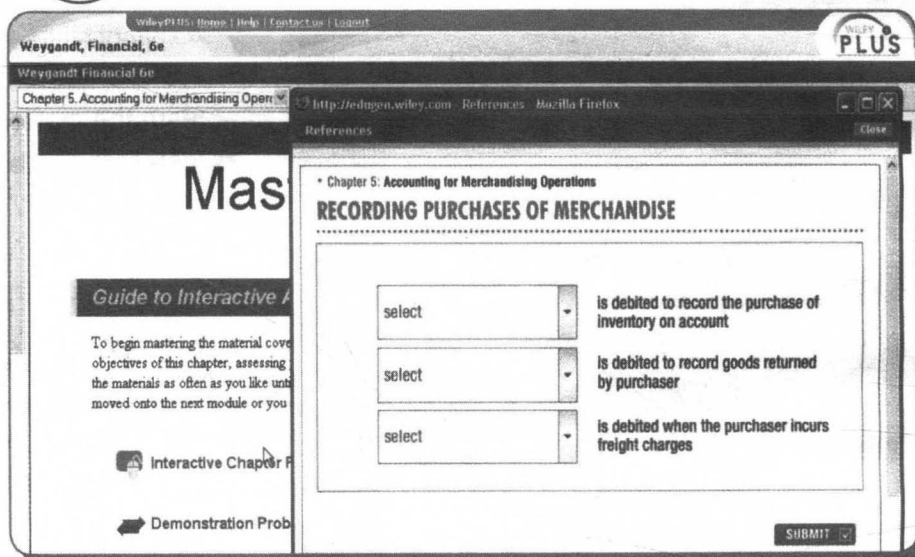 WileyPLUS: Home | Help | Contact us | Logout
Weygandt, Financial, 6e
WILEY PLUS
Weygandt Financial 6e
Chapter 5. Accounting for Merchandising Opera
http://edugen.wiley.com - References - Mozilla Firefox
References
Close
Mas
• Chapter 5: Accounting for Merchandising Operations
RECORDING PURCHASES OF MERCHANDISE
Guide to Interactive
To begin mastering the material cove
objectives of this chapter, assessing
the materials as often as you like unti
moved onto the next module or you
select
is debited to record the purchase of
inventory on account
select
is debited to record goods returned
by purchaser
select
is debited when the purchaser incurs
freight charges
Interactive Chapter
Demonstration Prob
SUBMIT